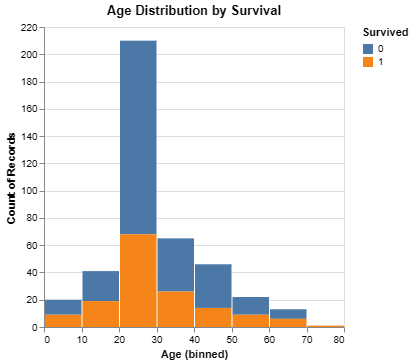 Age Distribution by Survival
Survived
0
1
Count of Records
220
200
180
160
140
120
100
80
60
40
20
0
0 10 20 30 40 50 60 70 80
Age (binned)